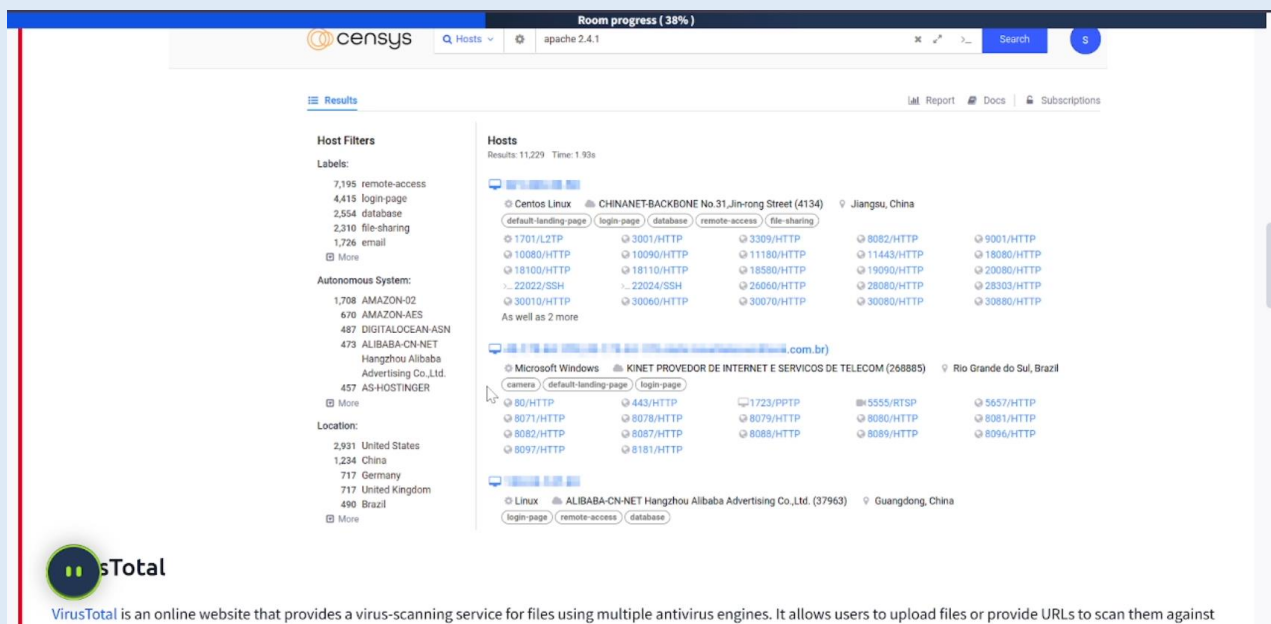 Room progress ( 38% )
censys
Hosts
apache 2.4.1
Search
S
Results
Report
Docs
Subscriptions
Host Filters
Labels:
7,195 remote-access
4,415 login-page
2,554 database
2,310 file-sharing
1,726 email
More
Autonomous System:
1,708 AMAZON-02
670 AMAZON-AES
487 DIGITALOCEAN-ASN
473 ALIBABA-CN-NET
Hangzhou Alibaba
Advertising Co.,Ltd.
457 AS-HOSTINGER
More
Location:
2,931 United States
1,234 China
717 Germany
717 United Kingdom
490 Brazil
More
Hosts
Results: 11,229 Time: 1.93s
Centos Linux CHINANET-BACKBONE No.31,Jin-rong Street (4134) Jiangsu, China
default-landing-page login-page database remote-access file-sharing
1701/L2TP 3001/HTTP 3309/HTTP 8082/HTTP 9001/HTTP
10080/HTTP 10090/HTTP 11180/HTTP 11443/HTTP 18080/HTTP
18100/HTTP 18110/HTTP 18580/HTTP 19090/HTTP 20080/HTTP
22022/SSH 22024/SSH 26060/HTTP 28080/HTTP 28303/HTTP
30010/HTTP 30060/HTTP 30070/HTTP 30080/HTTP 30880/HTTP
As well as 2 more
.com.br)
Microsoft Windows KINET PROVEDOR DE INTERNET E SERVICOS DE TELECOM (268885) Rio Grande do Sul, Brazil
camera default-landing-page login-page
80/HTTP 443/HTTP 1723/PPTP 5555/RTSP 5657/HTTP
8071/HTTP 8078/HTTP 8079/HTTP 8080/HTTP 8081/HTTP
8082/HTTP 8087/HTTP 8088/HTTP 8089/HTTP 8096/HTTP
8097/HTTP 8181/HTTP
Linux ALIBABA-CN-NET Hangzhou Alibaba Advertising Co.,Ltd. (37963) Guangdong, China
login-page remote-access database
sTotal
VirusTotal is an online website that provides a virus-scanning service for files using multiple antivirus engines. It allows users to upload files or provide URLs to scan them against